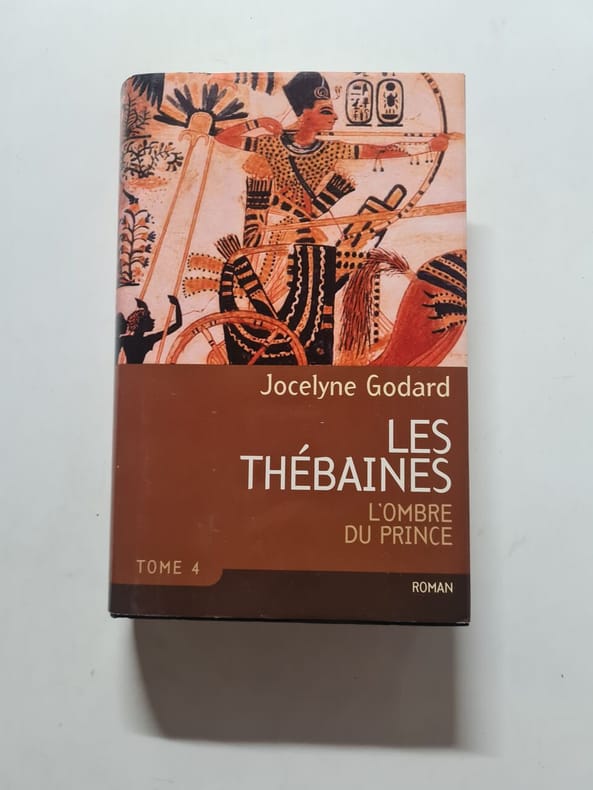 Jocelyne Godard
LES
THÉBAINES
L'OMBRE
DU PRINCE
TOME 4
ROMAN